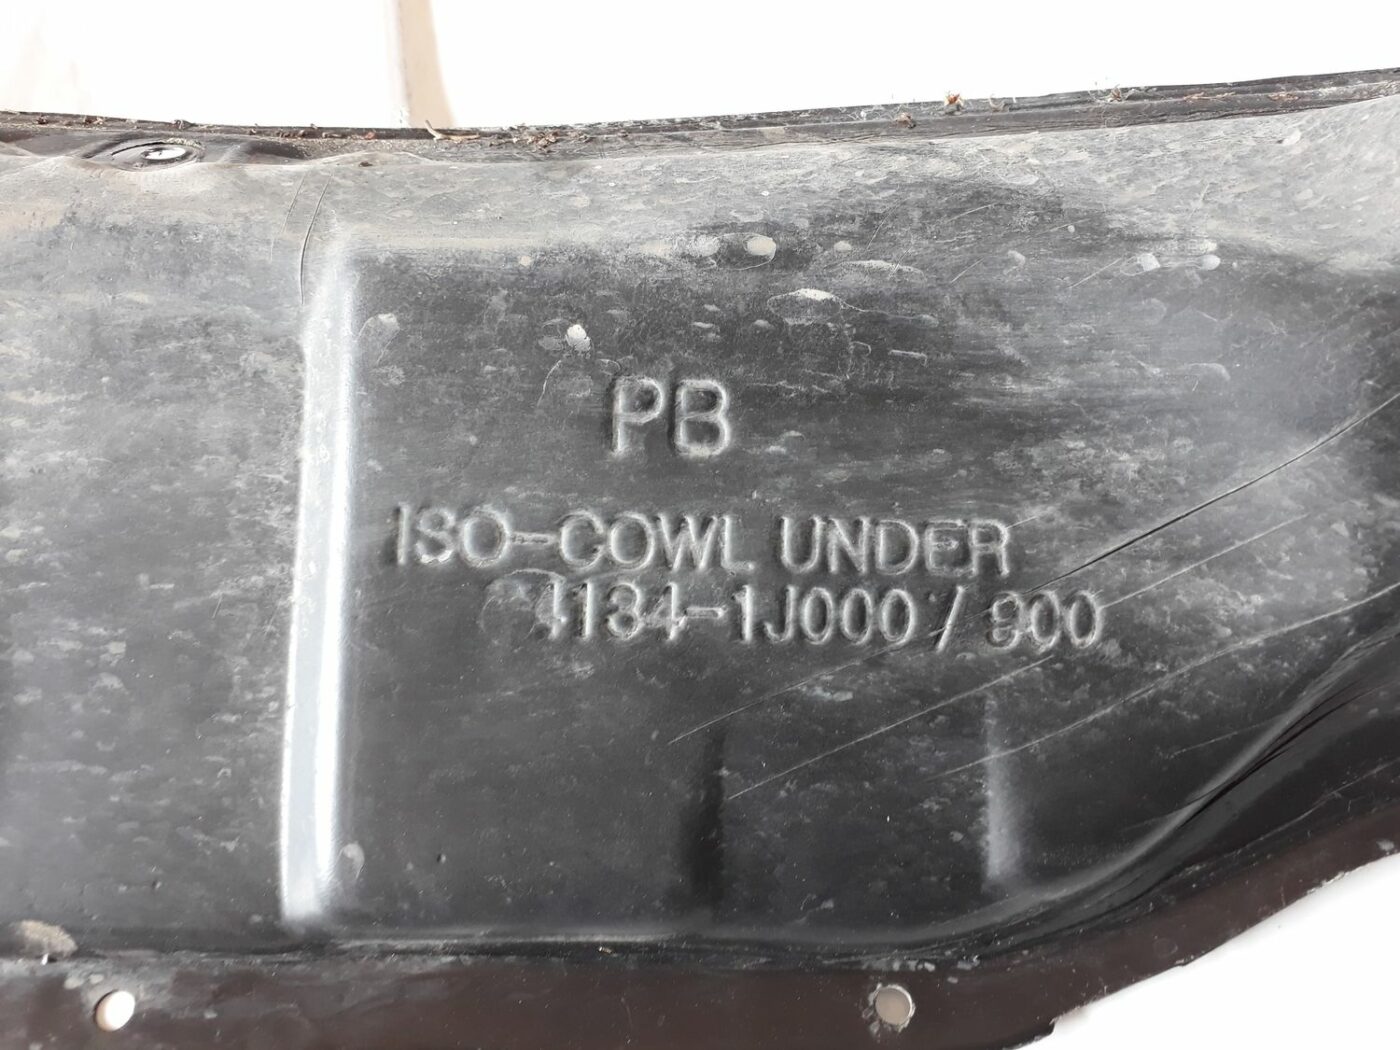 PB
ISO-COWL UNDER
4134-1J000 / 900